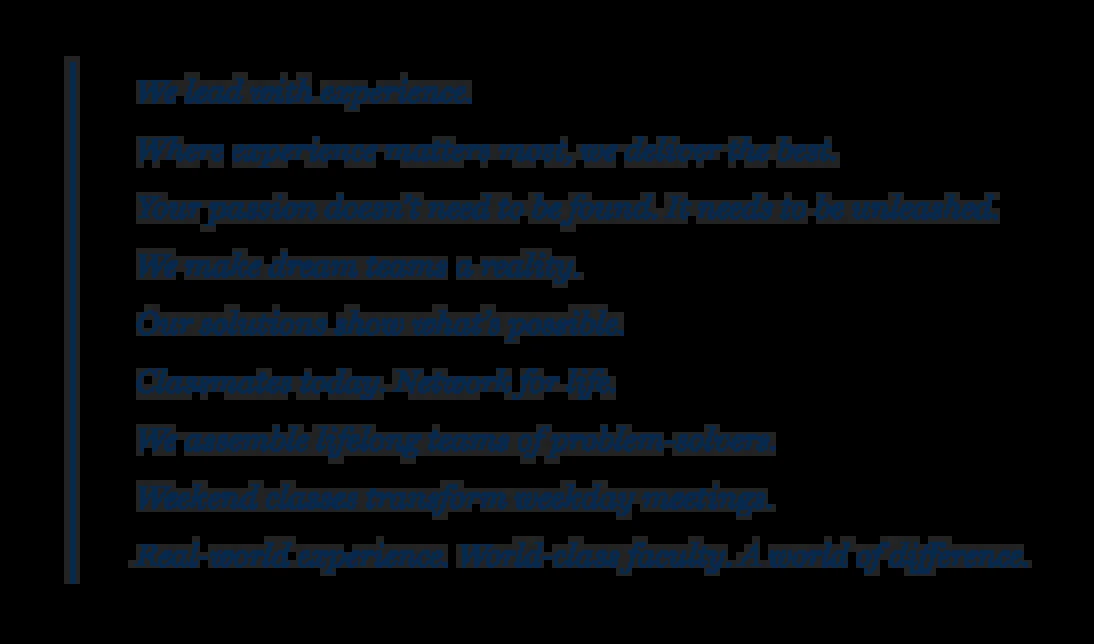 We lead with experience.
Where experience matters most, we deliver the best.
Your passion doesn't need to be found. It needs to be unleashed.
We make dream teams a reality.
Our solutions show what's possible.
Classmates today. Network for life.
We assemble lifelong teams of problem-solvers.
Weekend classes transform weekday meetings.
Real-world experience. World-class faculty. A world of difference.